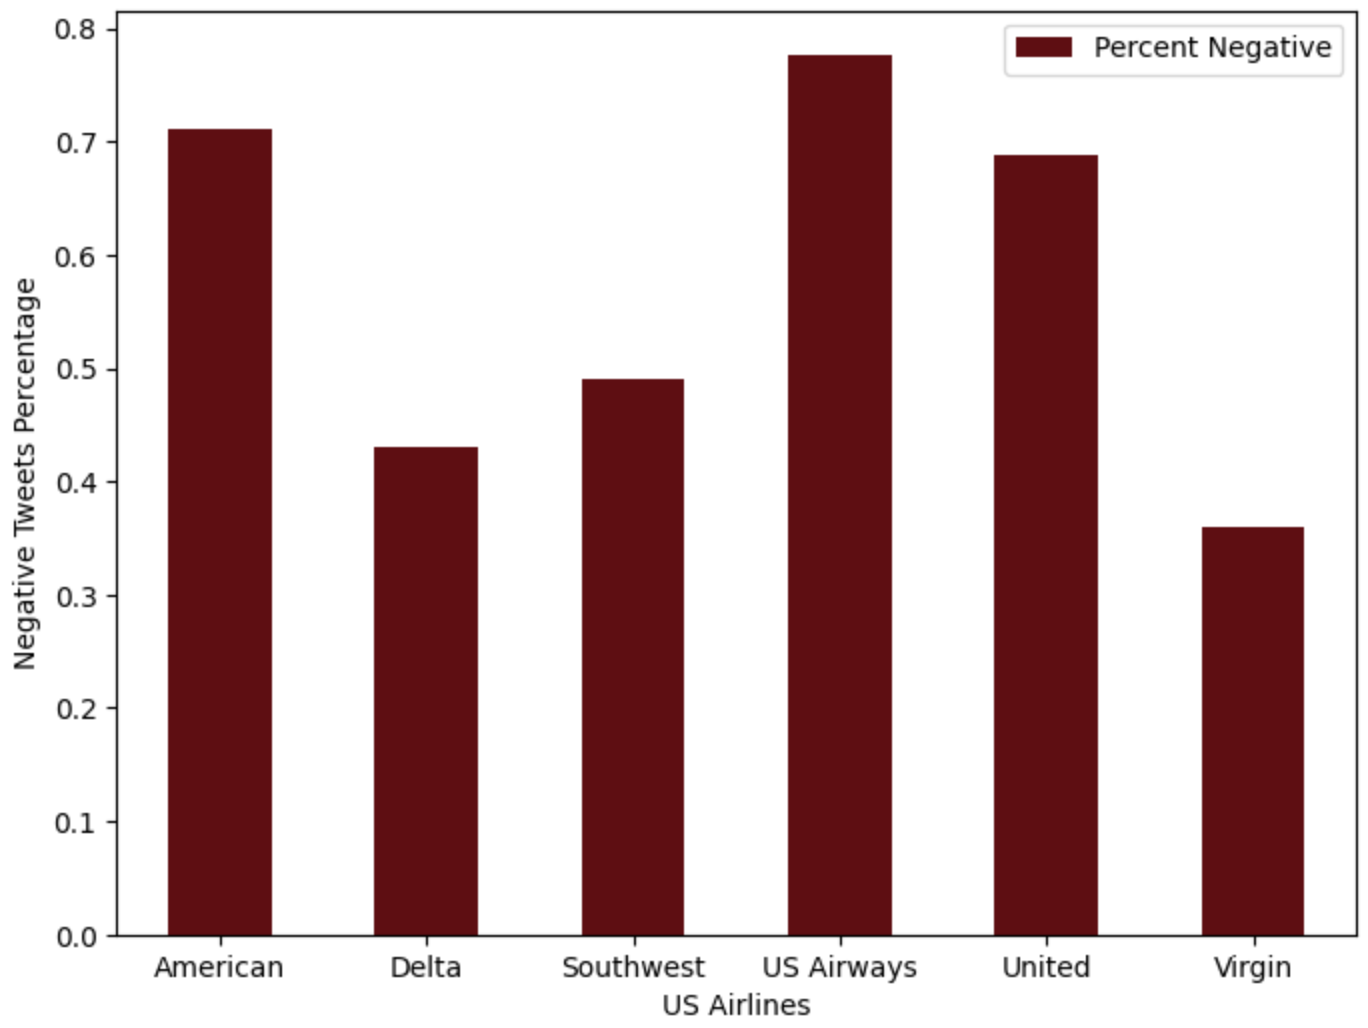 Percent Negative
Negative Tweets Percentage
0.8
0.7
0.6
0.5
0.4
0.3
0.2
0.1
0.0
American Delta Southwest US Airways United Virgin
US Airlines